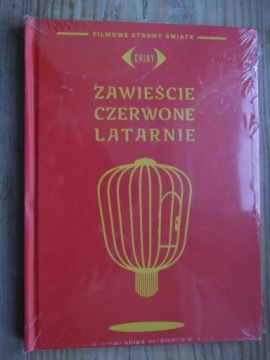 FILMOWE STRONY ŚWIATA
CHINY
ZAWIEŚCIE
CZERWONE
LATARNIE